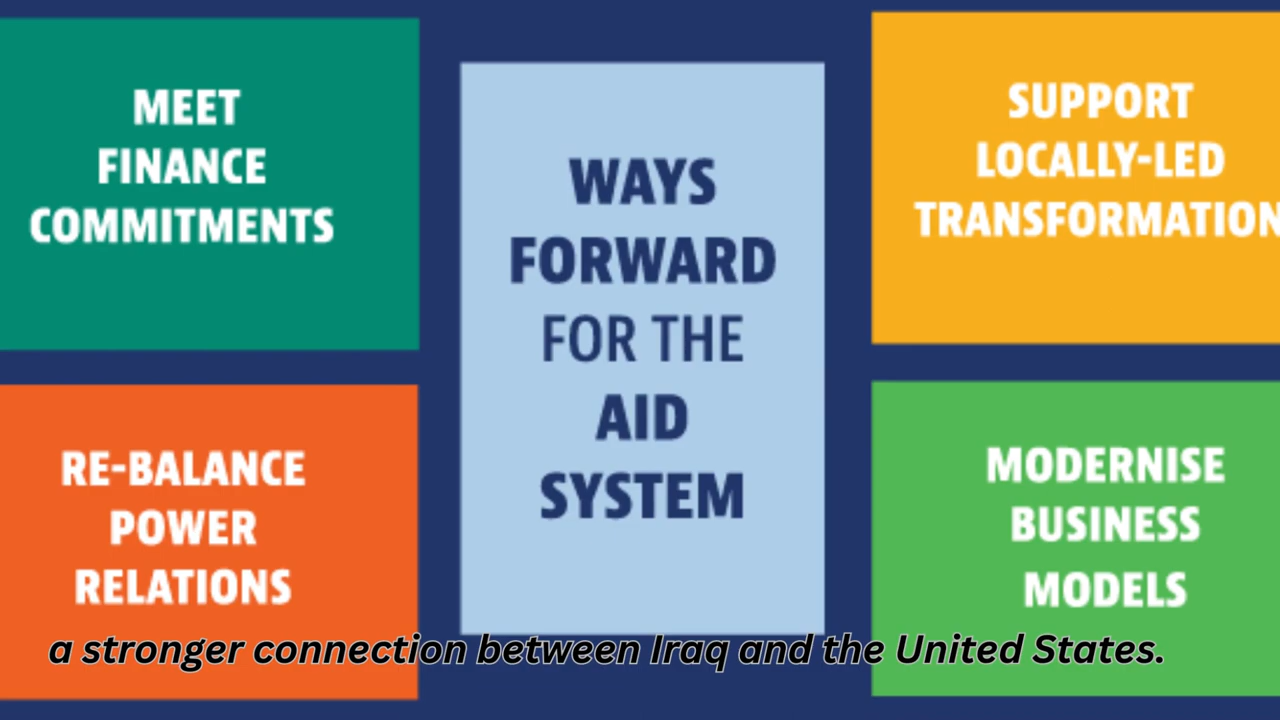 MEET
FINANCE
COMMITMENTS
WAYS
FORWARD
FOR THE
AID
SYSTEM
SUPPORT
LOCALLY-LED
TRANSFORMATION
RE-BALANCE
POWER
RELATIONS
MODERNISE
BUSINESS
MODELS
a stronger connection between Iraq and the United States.